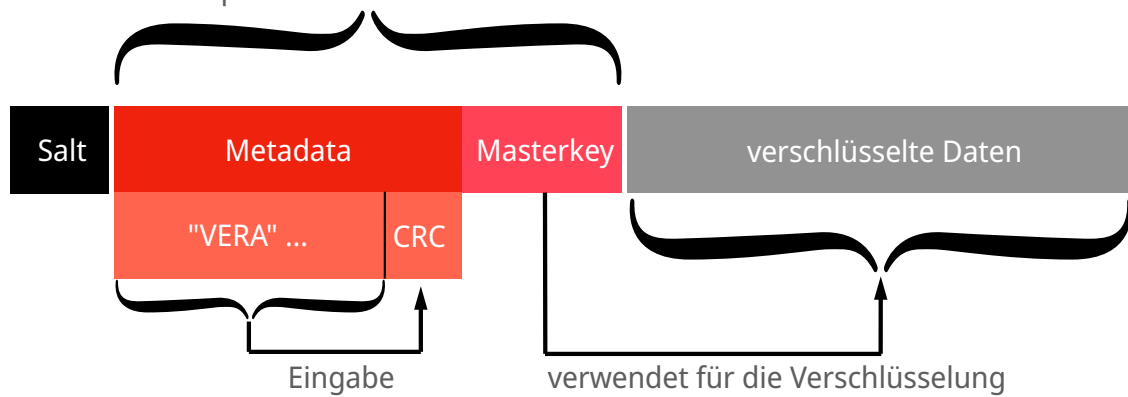 Salt
Metadata
Masterkey
verschlüsselte Daten
"VERA" ...
CRC
Eingabe
verwendet für die Verschlüsselung